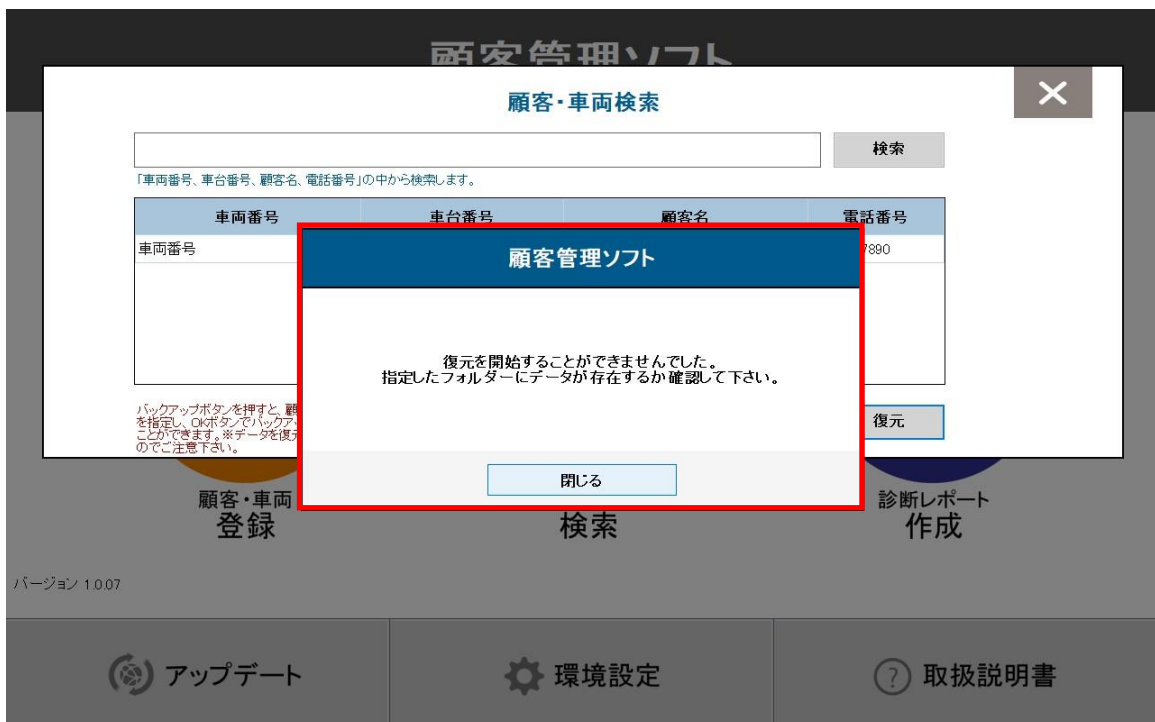 顧客管理ソフト
顧客・車両検索
検索
「車両番号、車台番号、顧客名、電話番号」の中から検索します。
車両番号 車台番号 顧客名 電話番号
車両番号 7890
顧客管理ソフト
復元を開始することができませんでした。
指定したフォルダーにデータが存在するか確認して下さい。
閉じる
バックアップボタンを押すと、顧
を指定し、OKボタンでバックア
ことができます。※データを復元
のでご注意下さい。
復元
顧客・車両
登録
検索
診断レポート
作成
バージョン 1.0.07
アップデート
環境設定
取扱説明書